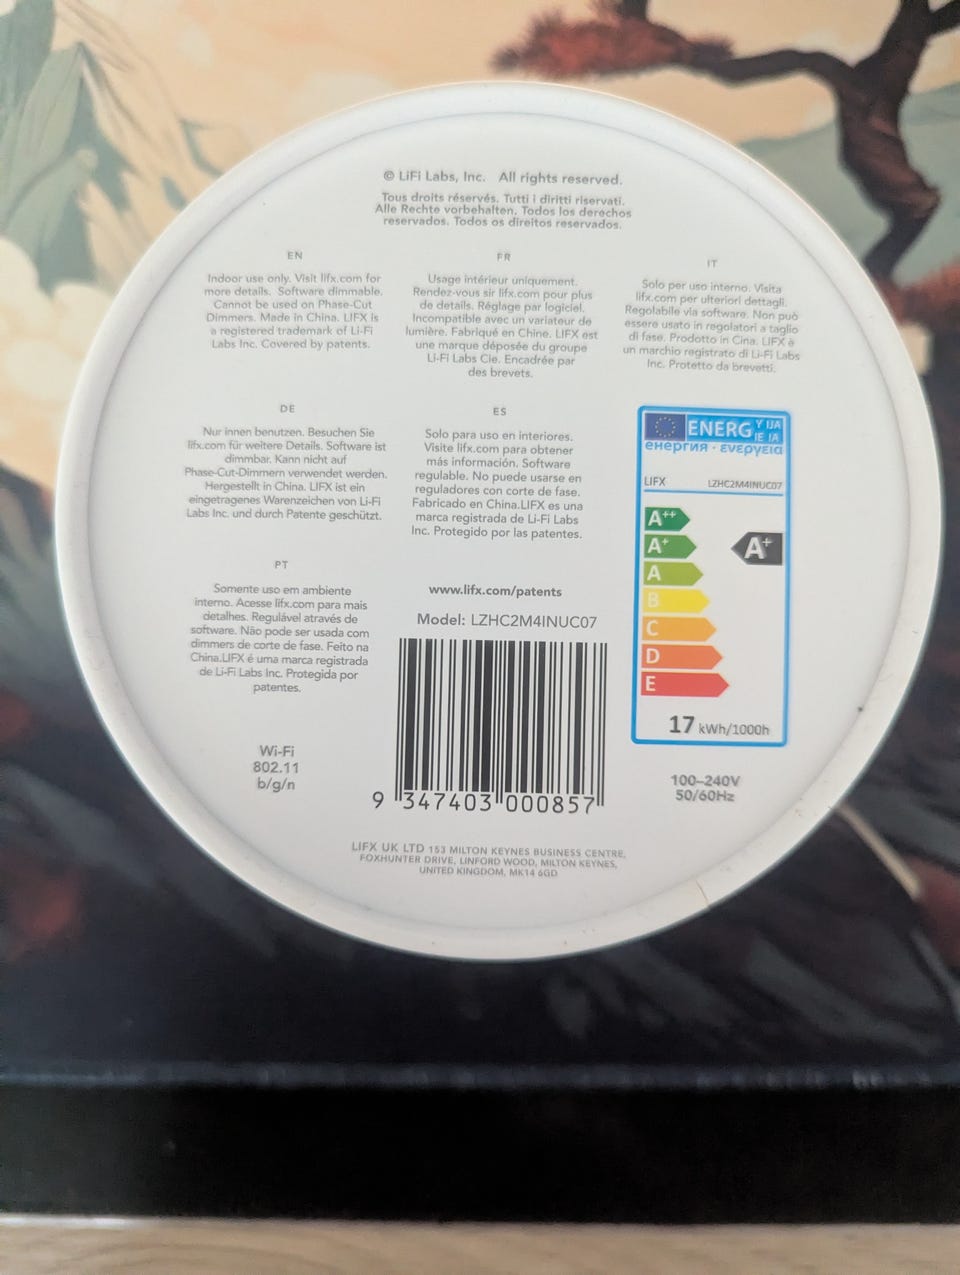 © LiFi Labs, Inc. All rights reserved.
Tous droits réservés. Tutti i diritti riservati.
Alle Rechte vorbehalten. Todos los derechos
reservados. Todos os direitos reservados.
EN
Indoor use only. Visit lifx.com for
more details. Software dimmable.
Cannot be used on Phase-Cut
Dimmers. Made in China. LIFX is
a registered trademark of Li-Fi
Labs Inc. Covered by patents.
FR
Usage intérieur uniquement.
Rendez-vous sir lifx.com pour plus
de details. Réglage par logiciel.
Incompatible avec un variateur de
lumière. Fabriqué en Chine. LIFX est
une marque déposée du groupe
Li-Fi Labs Cie. Encadrée par
des brevets.
IT
Solo per uso interno. Visita
lifx.com per ulteriori dettagli.
Regolabile via software. Non può
essere usato in regolatori a taglio
di fase. Prodotto in Cina. LIFX è
un marchio registrato di Li-Fi Labs
Inc. Protetto da brevetti.
DE
Nur innen benutzen. Besuchen Sie
lifx.com für weitere Details. Software ist
dimmbar. Kann nicht auf
Phase-Cut-Dimmern verwendet werden.
Hergestellt in China. LIFX ist ein
eingetragenes Warenzeichen von Li-Fi
Labs Inc. und durch Patente geschützt.
ES
Solo para uso en interiores.
Visite lifx.com para obtener
más información. Software
regulable. No puede usarse en
reguladores con corte de fase.
Fabricado en China.LIFX es una
marca registrada de Li-Fi Labs
Inc. Protegido por las patentes.
PT
Somente uso em ambiente
interno. Acesse lifx.com para mais
detalhes. Regulável através de
software. Não pode ser usada com
dimmers de corte de fase. Feito na
China.LIFX é uma marca registrada
de Li-Fi Labs Inc. Protegida por
patentes.
www.lifx.com/patents
Model: LZHC2M4INUC07
9 347403 000857
ENERG Y IJA
IE IA
енергия · ενεργεια
LIFX LZHC2M4INUC07
A++
A+ A+
A
B
C
D
E
17 kWh/1000h
Wi-Fi
802.11
b/g/n
100–240V
50/60Hz
LIFX UK LTD 153 MILTON KEYNES BUSINESS CENTRE,
FOXHUNTER DRIVE, LINFORD WOOD, MILTON KEYNES,
UNITED KINGDOM, MK14 6GD